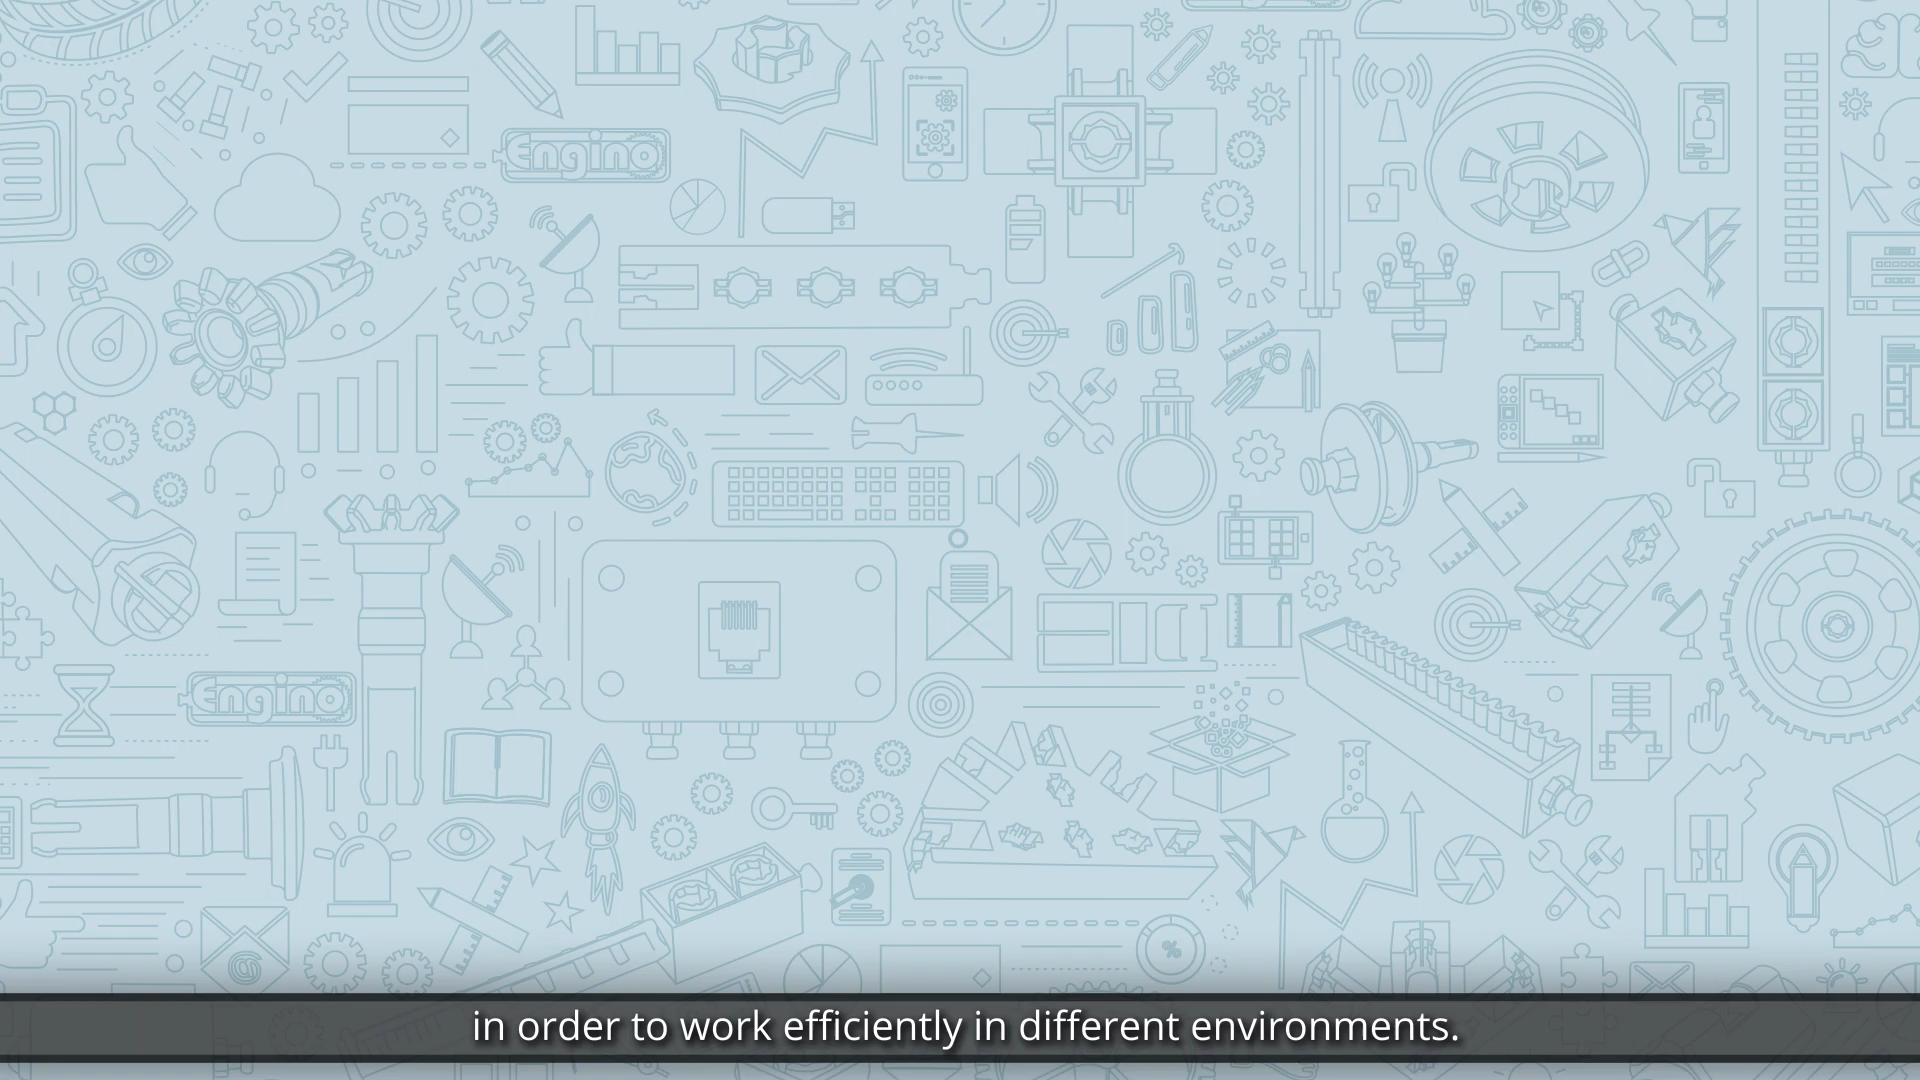 Engino
Engino
@
%
in order to work efficiently in different environments.